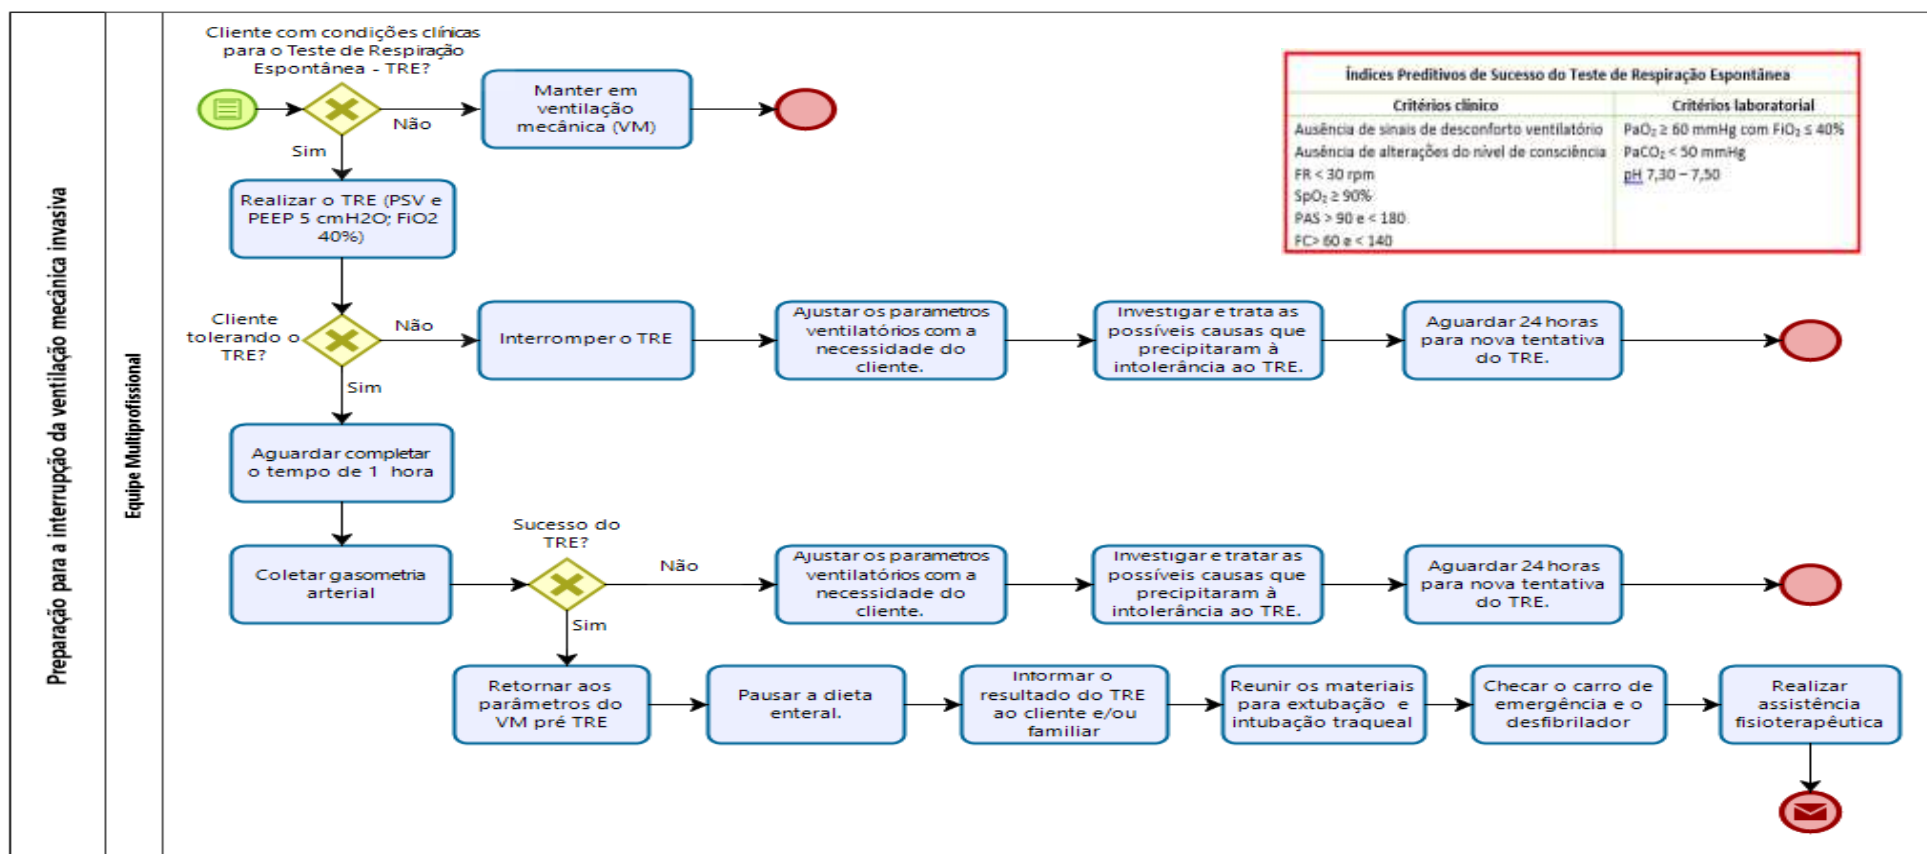 Preparação para a interrupção da ventilação mecânica invasiva
Equipe Multiprofissional
Cliente com condições clínicas
para o Teste de Respiração
Espontânea - TRE?
Não
Sim
Manter em
ventilação
mecânica (VM)
Índices Preditivos de Sucesso do Teste de Respiração Espontânea
Critérios clínico
Ausência de sinais de desconforto ventilatório
Ausência de alterações do nível de consciência
FR < 30 rpm
SpO₂ ≥ 90%
PAS > 90 e < 180
FC> 60 e < 140
Critérios laboratorial
PaO₂ ≥ 60 mmHg com FiO₂ ≤ 40%
PaCO₂ < 50 mmHg
pH 7,30 – 7,50
Realizar o TRE (PSV e
PEEP 5 cmH2O; FiO2
40%)
Cliente
tolerando o
TRE?
Não
Sim
Interromper o TRE
Ajustar os parametros
ventilatórios com a
necessidade do
cliente.
Investigar e trata as
possíveis causas que
precipitaram à
intolerância ao TRE.
Aguardar 24 horas
para nova tentativa
do TRE.
Aguardar completar
o tempo de 1 hora
Coletar gasometria
arterial
Sucesso do
TRE?
Não
Sim
Ajustar os parametros
ventilatórios com a
necessidade do
cliente.
Investigar e tratar as
possíveis causas que
precipitaram à
intolerância ao TRE.
Aguardar 24 horas
para nova tentativa
do TRE.
Retornar aos
parâmetros do
VM pré TRE
Pausar a dieta
enteral.
Informar o
resultado do TRE
ao cliente e/ou
familiar
Reunir os materiais
para extubação e
intubação traqueal
Checar o carro de
emergência e o
desfibrilador
Realizar
assistência
fisioterapêutica